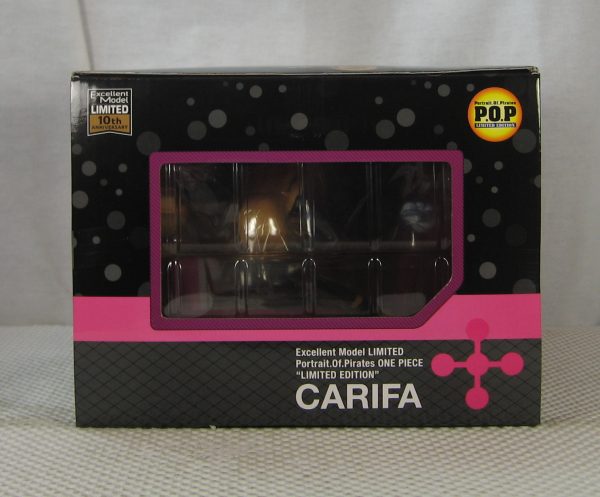 Excellent
Model
LIMITED
10th
ANNIVERSARY
Portrait.Of.Pirates
P.O.P
LIMITED EDITION
Excellent Model LIMITED
Portrait.Of.Pirates ONE PIECE
"LIMITED EDITION"
CARIFA